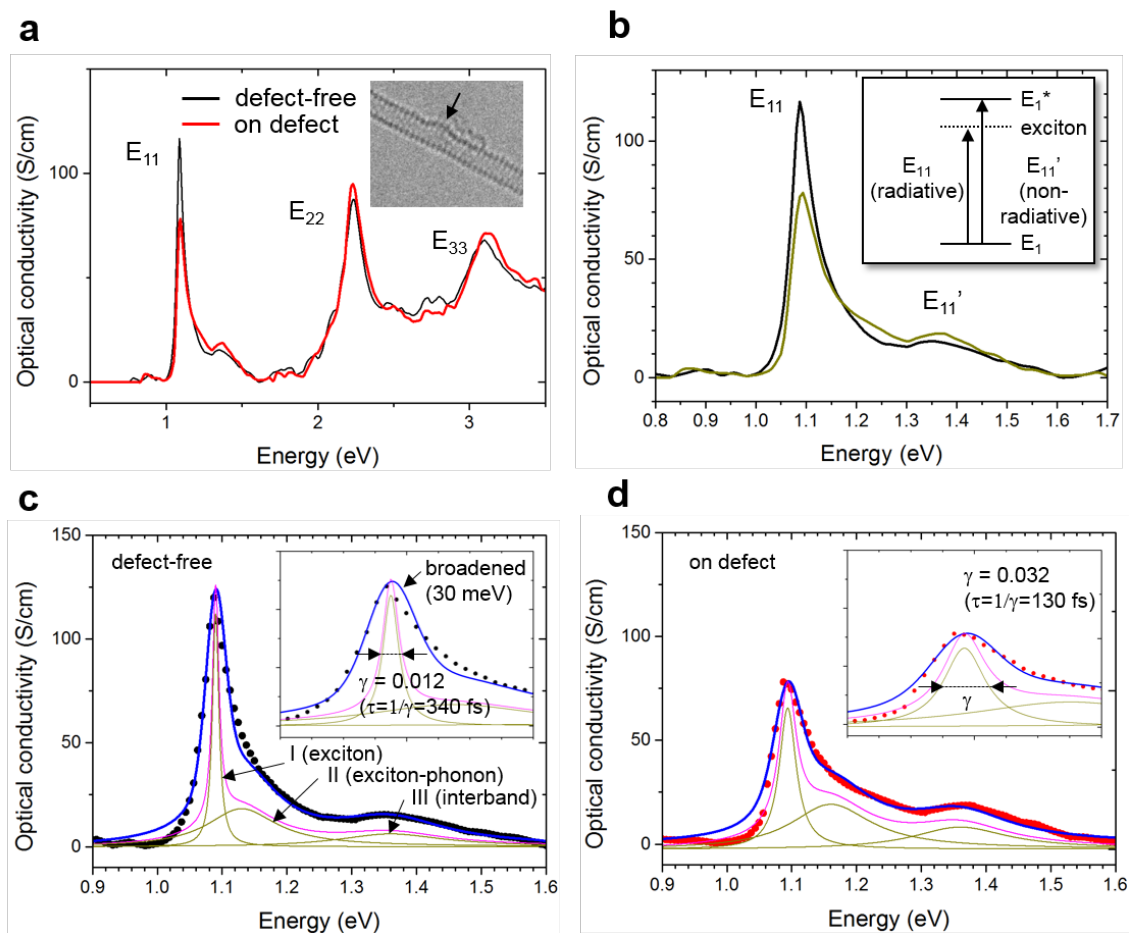 a
defect-free
on defect
E11
E22
E33
Optical conductivity (S/cm)
100
50
0
1
2
3
Energy (eV)
b
E11
E11'
E1*
exciton
E11
(radiative)
E11'
(non-
radiative)
E1
Optical conductivity (S/cm)
100
50
0
0.8
0.9
1.0
1.1
1.2
1.3
1.4
1.5
1.6
1.7
Energy (eV)
c
defect-free
broadened
(30 meV)
γ = 0.012
(τ=1/γ=340 fs)
I (exciton)
II (exciton-phonon)
III (interband)
Optical conductivity (S/cm)
150
100
50
0
0.9
1.0
1.1
1.2
1.3
1.4
1.5
1.6
Energy (eV)
d
on defect
γ = 0.032
(τ=1/γ=130 fs)
γ
Optical conductivity (S/cm)
150
100
50
0
0.9
1.0
1.1
1.2
1.3
1.4
1.5
1.6
Energy (eV)